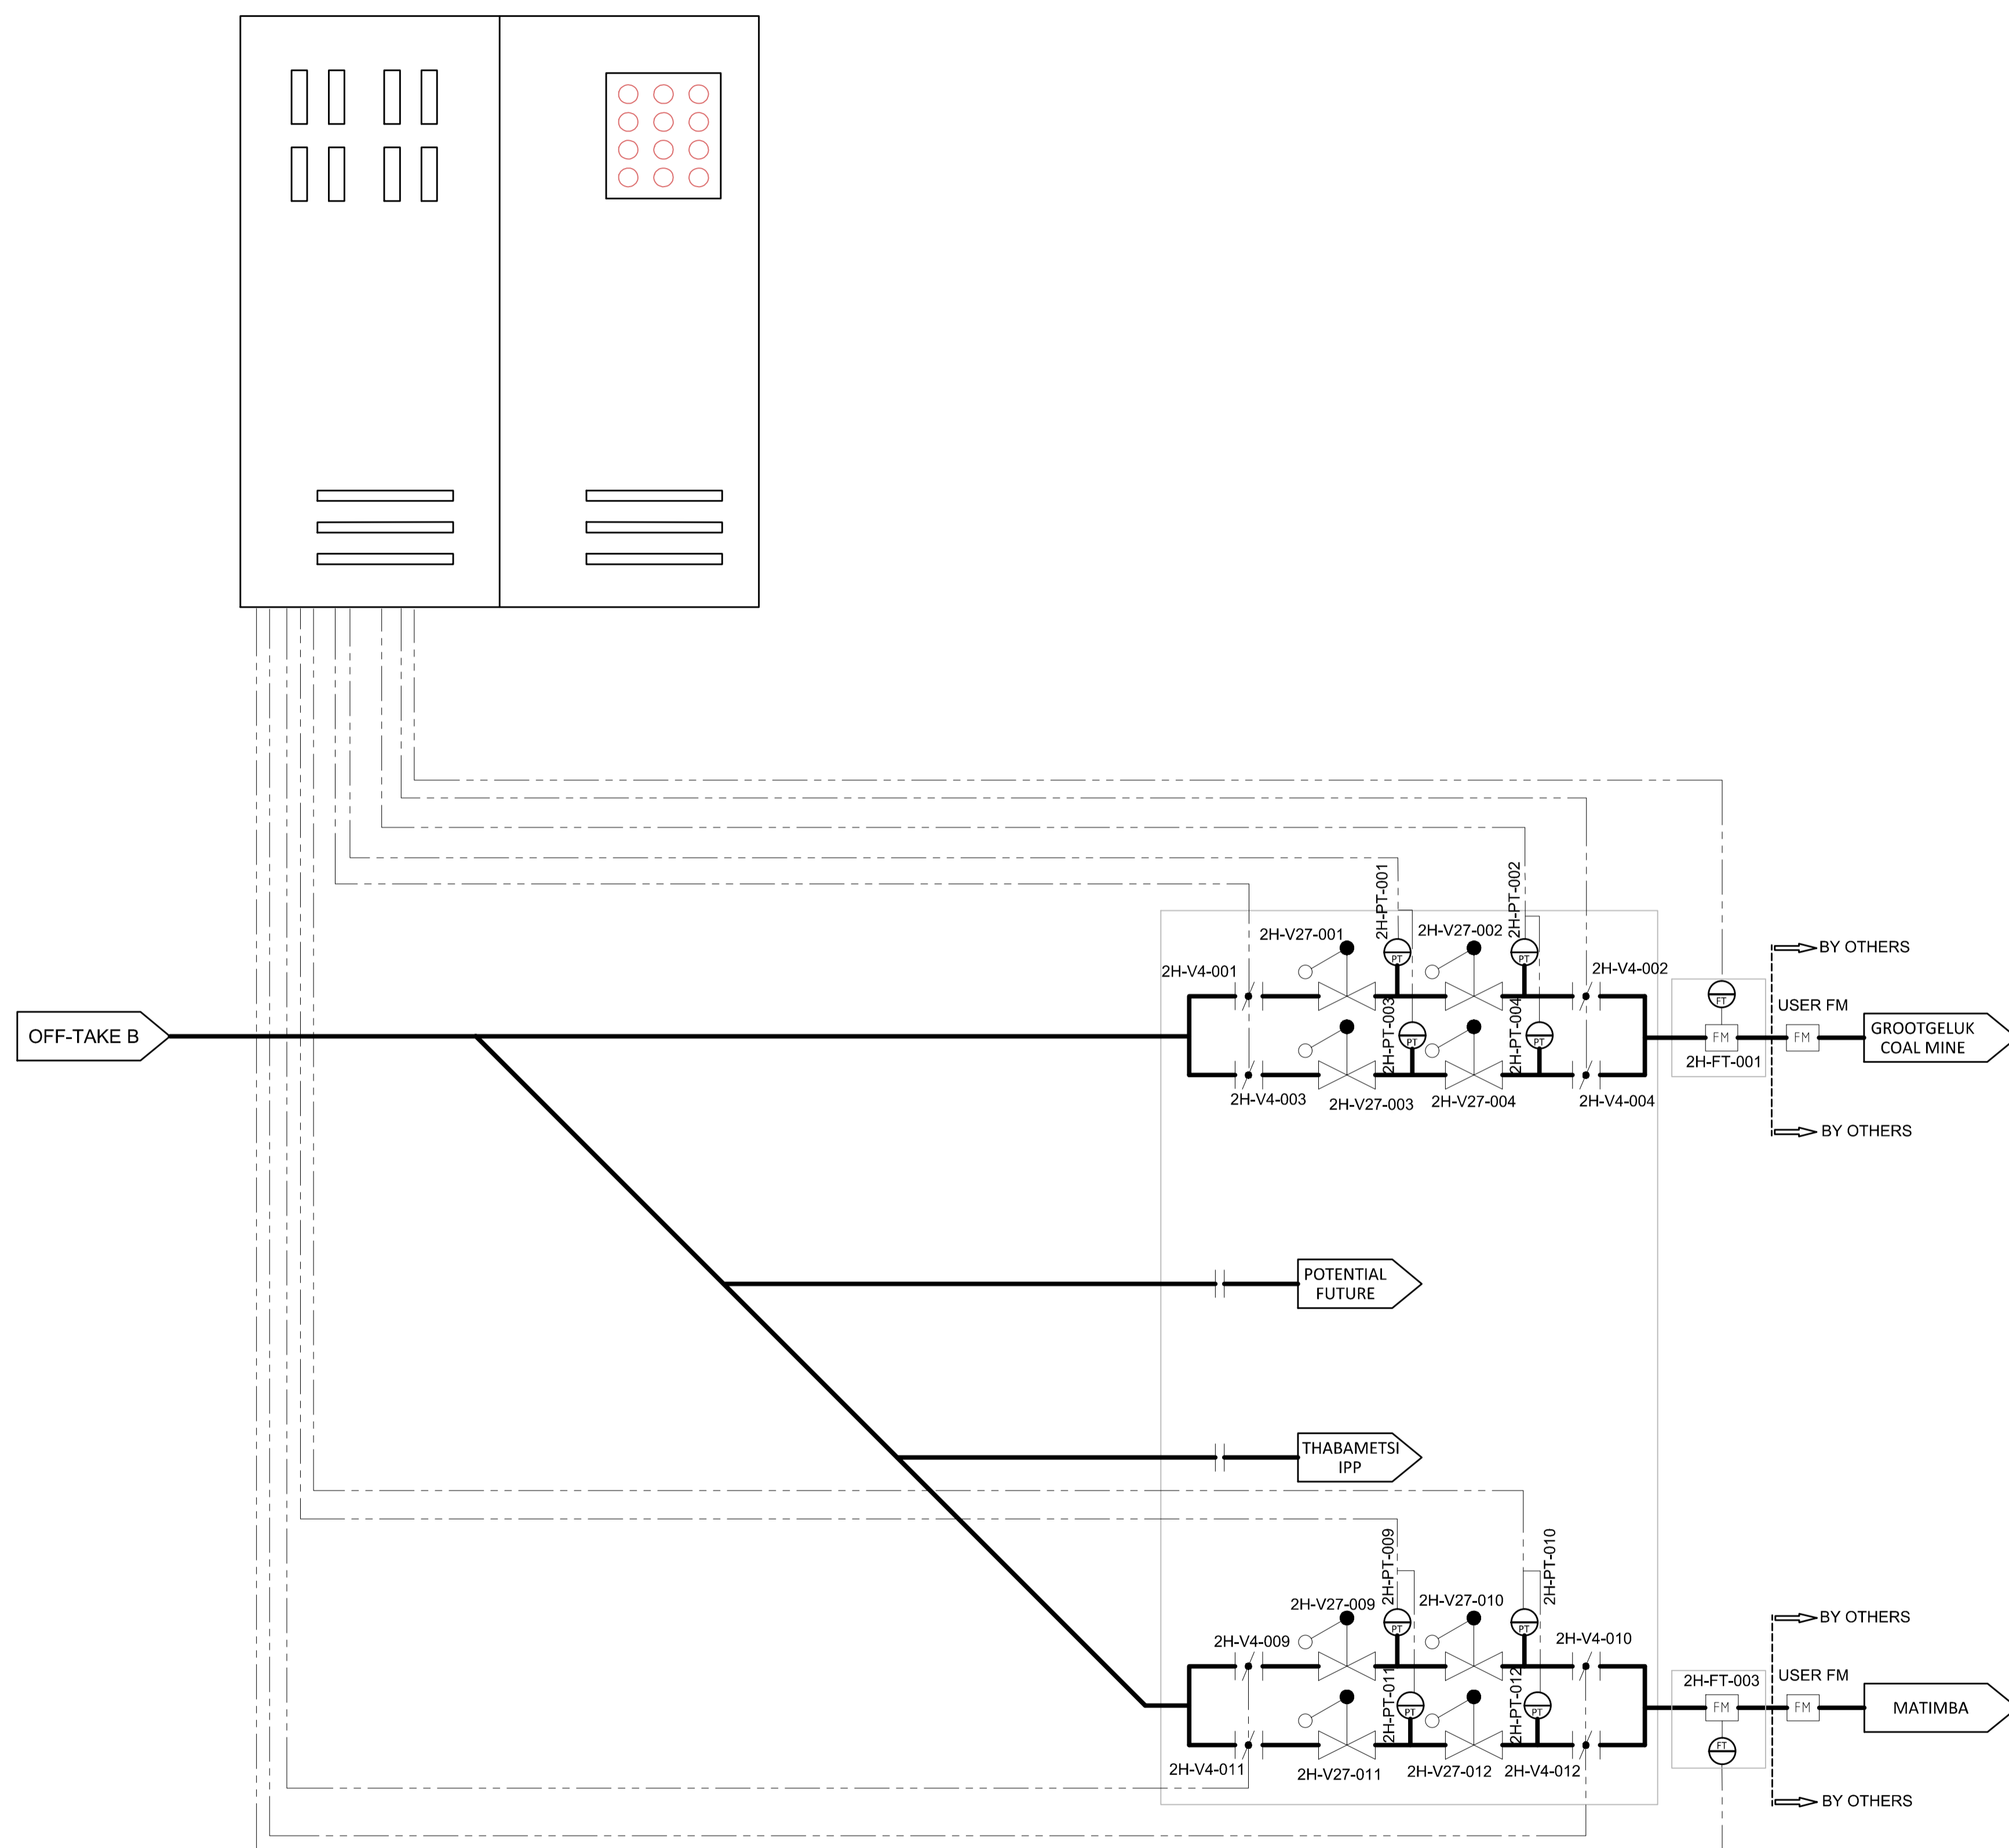 2H-PT-001
2H-PT-002
2H-V27-001
2H-V27-002
PT
PT
2H-V4-001
2H-V4-002
BY OTHERS
FT
USER FM
OFF-TAKE B
2H-PT-003
2H-PT-004
PT
PT
FM
FM
GROOTGELUK
COAL MINE
2H-FT-001
2H-V4-003
2H-V27-003
2H-V27-004
2H-V4-004
BY OTHERS
POTENTIAL
FUTURE
THABAMETSI
IPP
2H-PT-009
2H-PT-010
2H-V27-009
2H-V27-010
PT
PT
BY OTHERS
2H-V4-009
2H-V4-010
2H-FT-003
USER FM
2H-PT-011
2H-PT-012
PT
PT
FM
FM
MATIMBA
FT
2H-V4-011
2H-V27-011
2H-V27-012
2H-V4-012
BY OTHERS